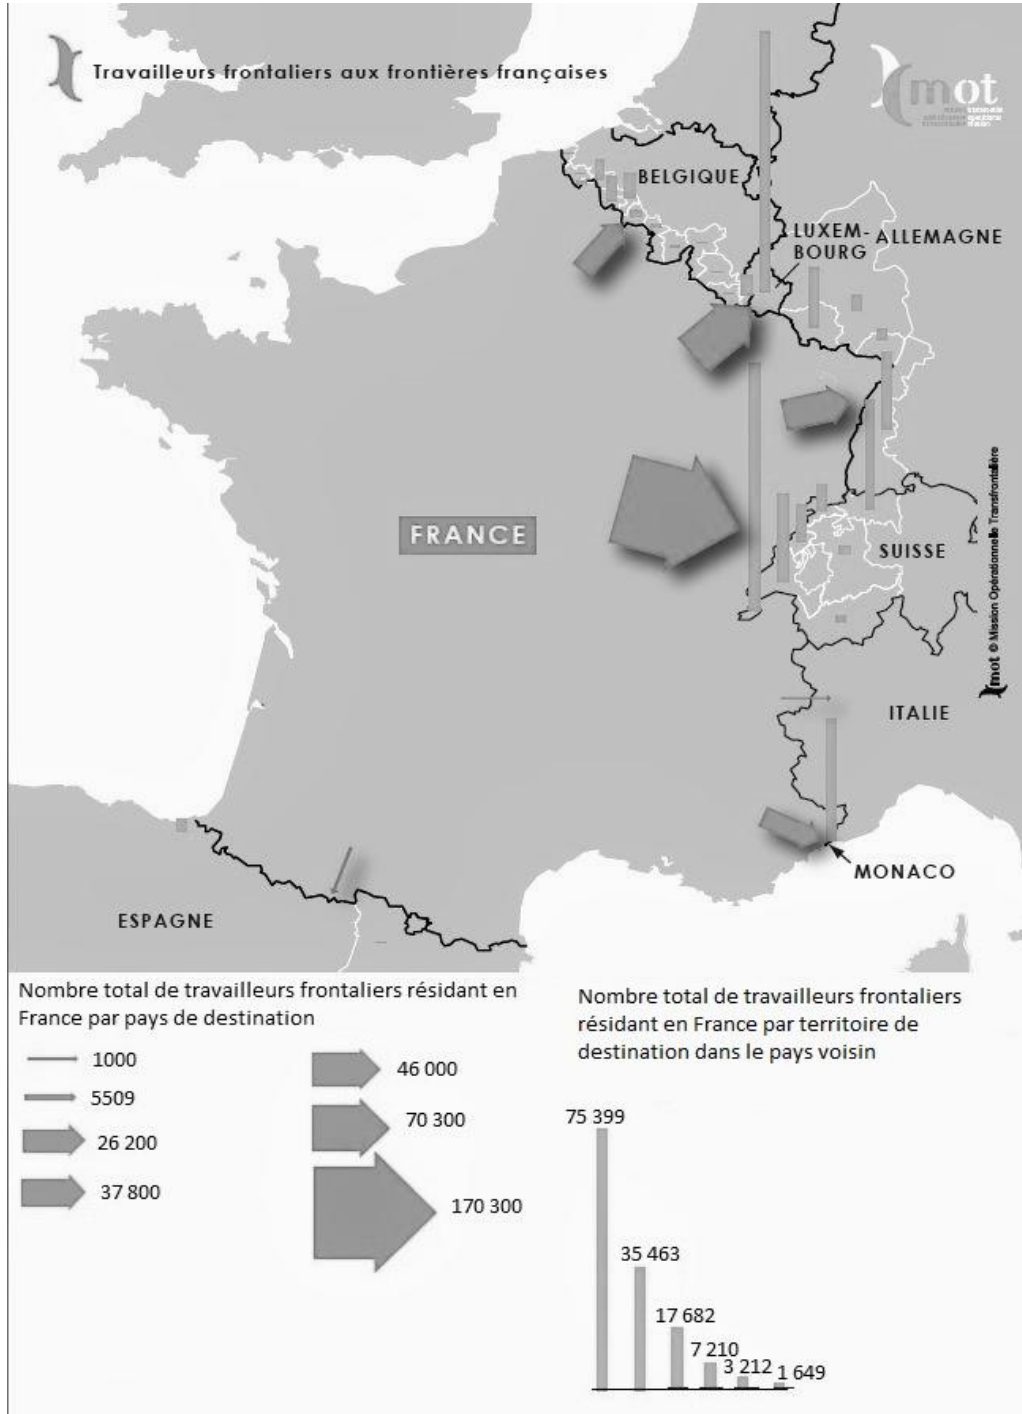 Travailleurs frontaliers aux frontières françaises
mot
BELGIQUE
LUXEM-
BOURG
ALLEMAGNE
FRANCE
SUISSE
mot © Mission Opérationnelle Transfrontalière
ITALIE
MONACO
ESPAGNE
Nombre total de travailleurs frontaliers résidant en
France par pays de destination
1000
5509
26 200
37 800
46 000
70 300
170 300
Nombre total de travailleurs frontaliers
résidant en France par territoire de
destination dans le pays voisin
75 399
35 463
17 682
7 210
3 212
1 649